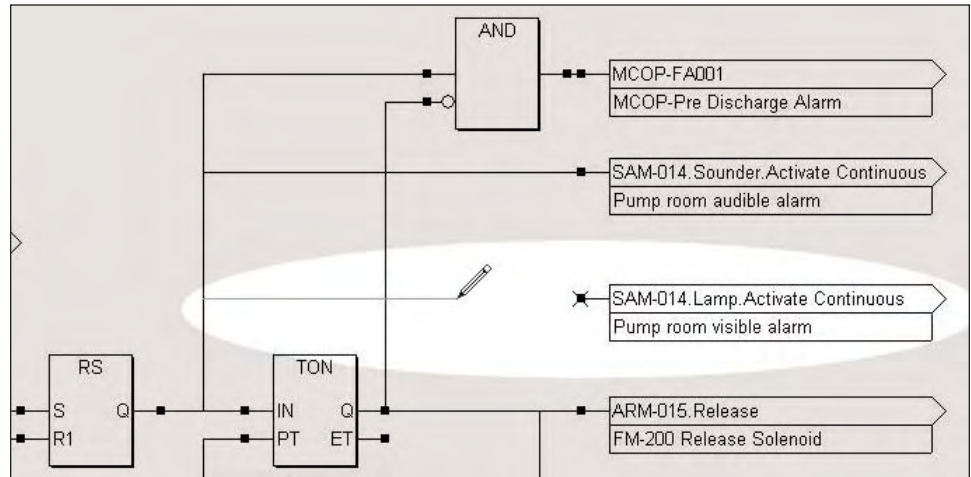 AND
MCOP-FA001
MCOP-Pre Discharge Alarm
SAM-014.Sounder.Activate Continuous
Pump room audible alarm
SAM-014.Lamp.Activate Continuous
Pump room visible alarm
RS
TON
S Q
IN Q
R1
PT ET
ARM-015.Release
FM-200 Release Solenoid